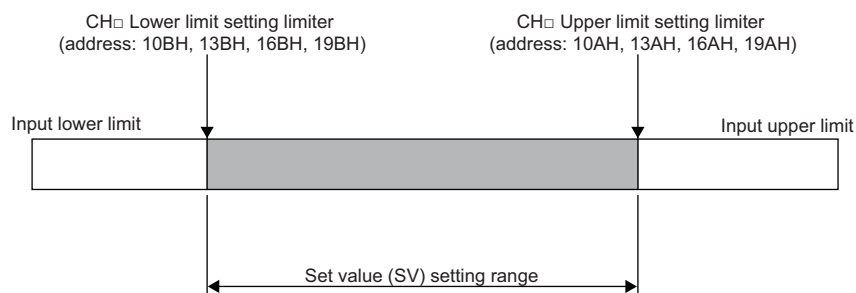 CH□ Lower limit setting limiter
(address: 10BH, 13BH, 16BH, 19BH)
CH□ Upper limit setting limiter
(address: 10AH, 13AH, 16AH, 19AH)
Input lower limit
Input upper limit
Set value (SV) setting range